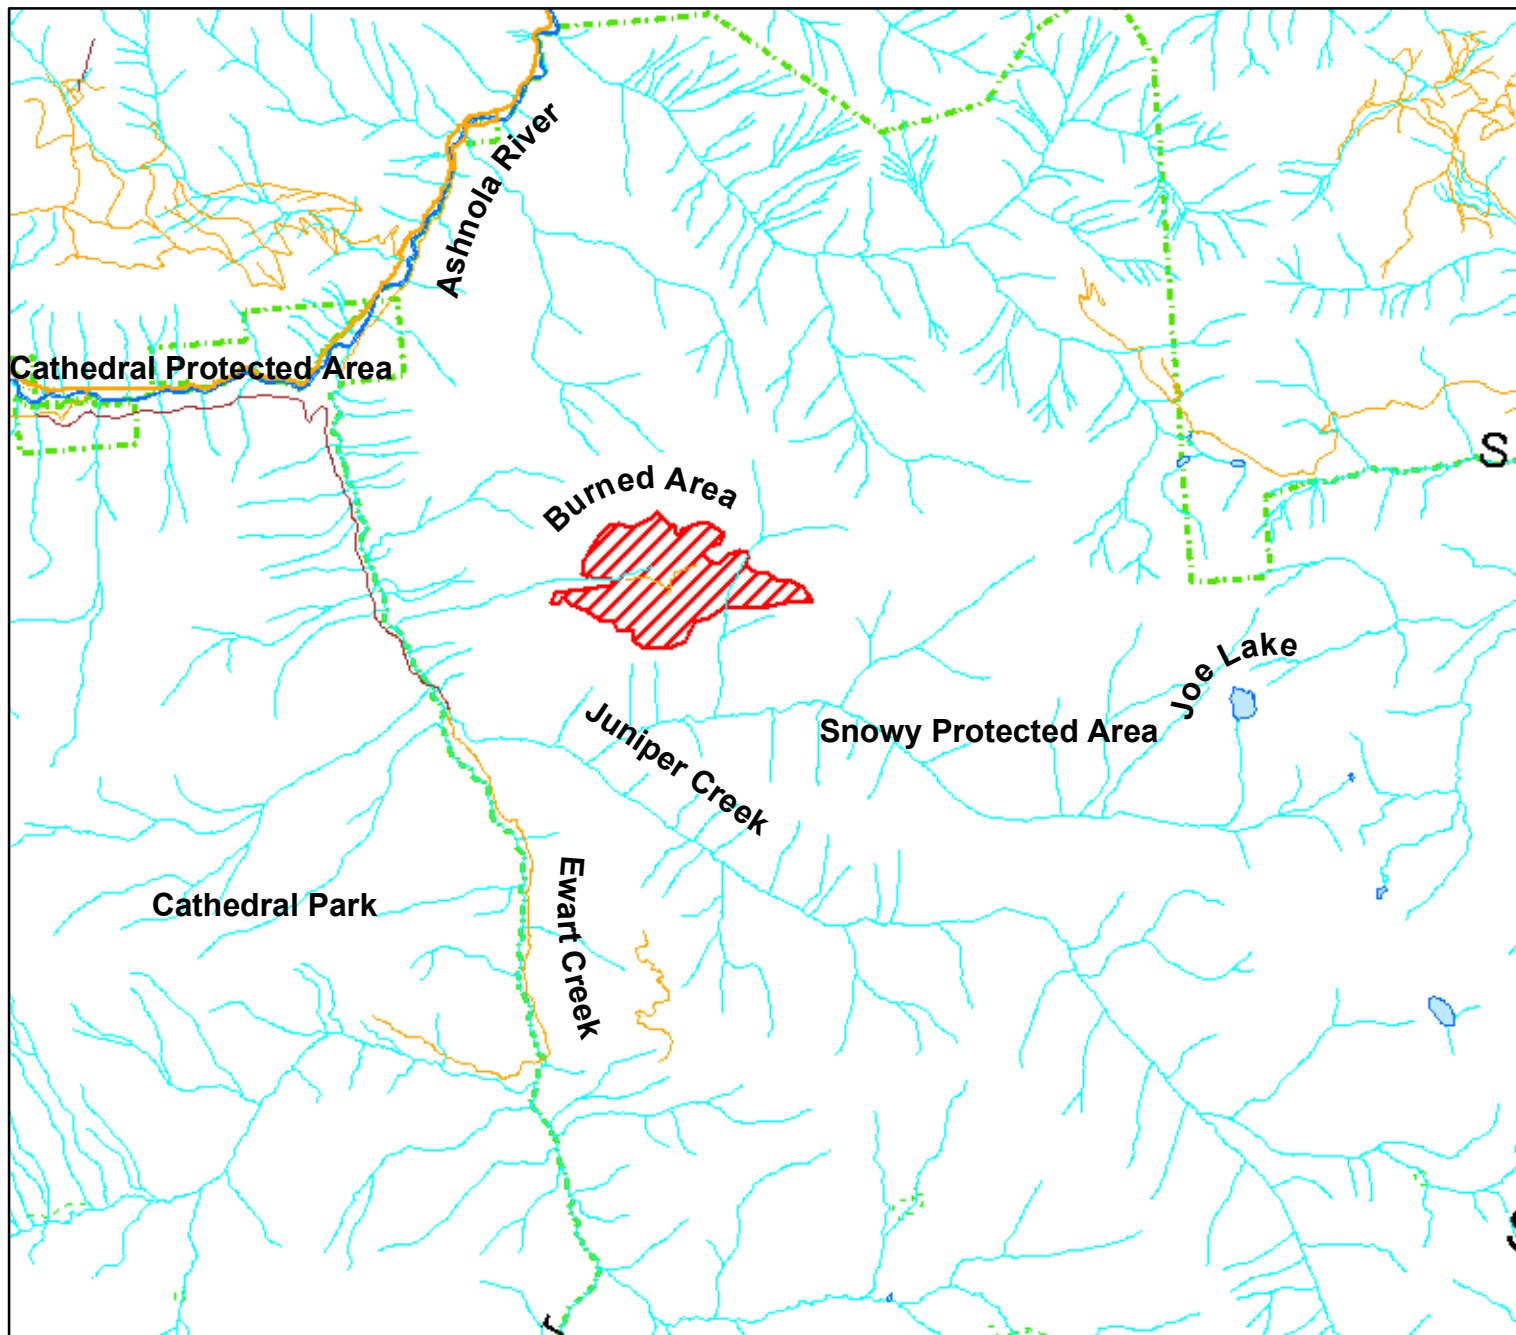 Ashnola River
Cathedral Protected Area
S
Burned Area
Joe Lake
Juniper Creek
Snowy Protected Area
Ewart Creek
Cathedral Park